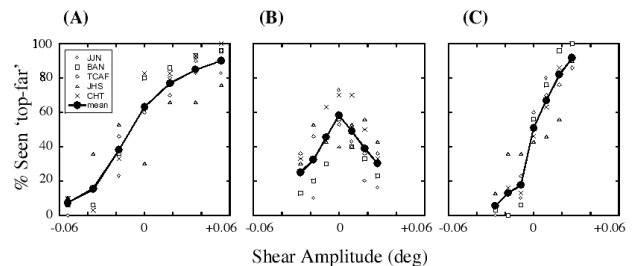 (A) (B) (C)
% Seen 'top-far'
100
80
60
40
20
0
JJN
BAN
TCAF
JHS
CHT
mean
-0.06 0 +0.06 -0.06 0 +0.06 -0.06 0 +0.06
Shear Amplitude (deg)